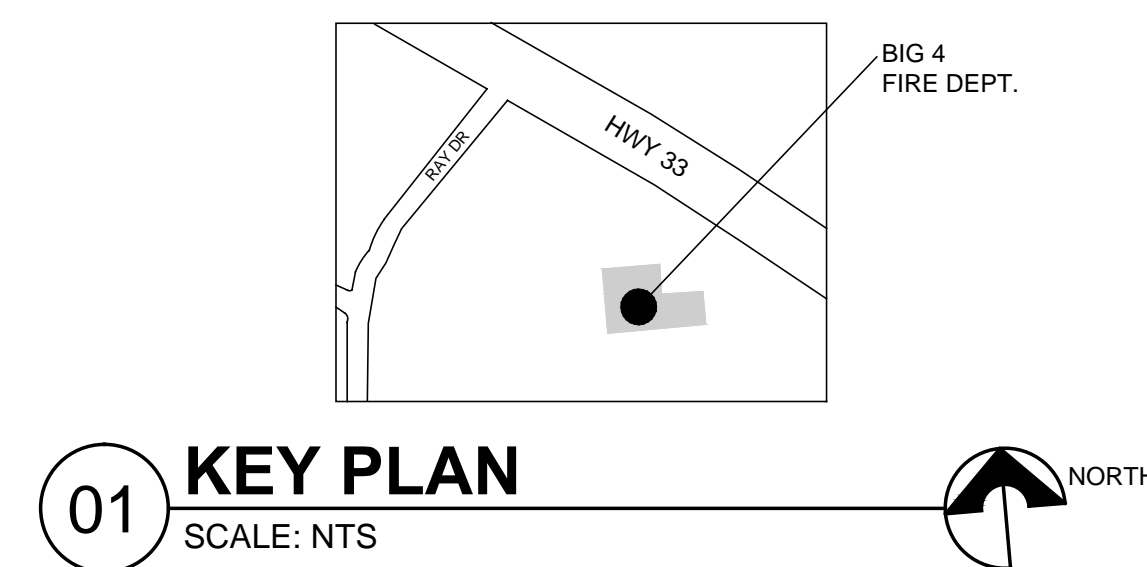 BIG 4
FIRE DEPT.
HWY 33
RAY DR
01
KEY PLAN
SCALE: NTS
NORTH